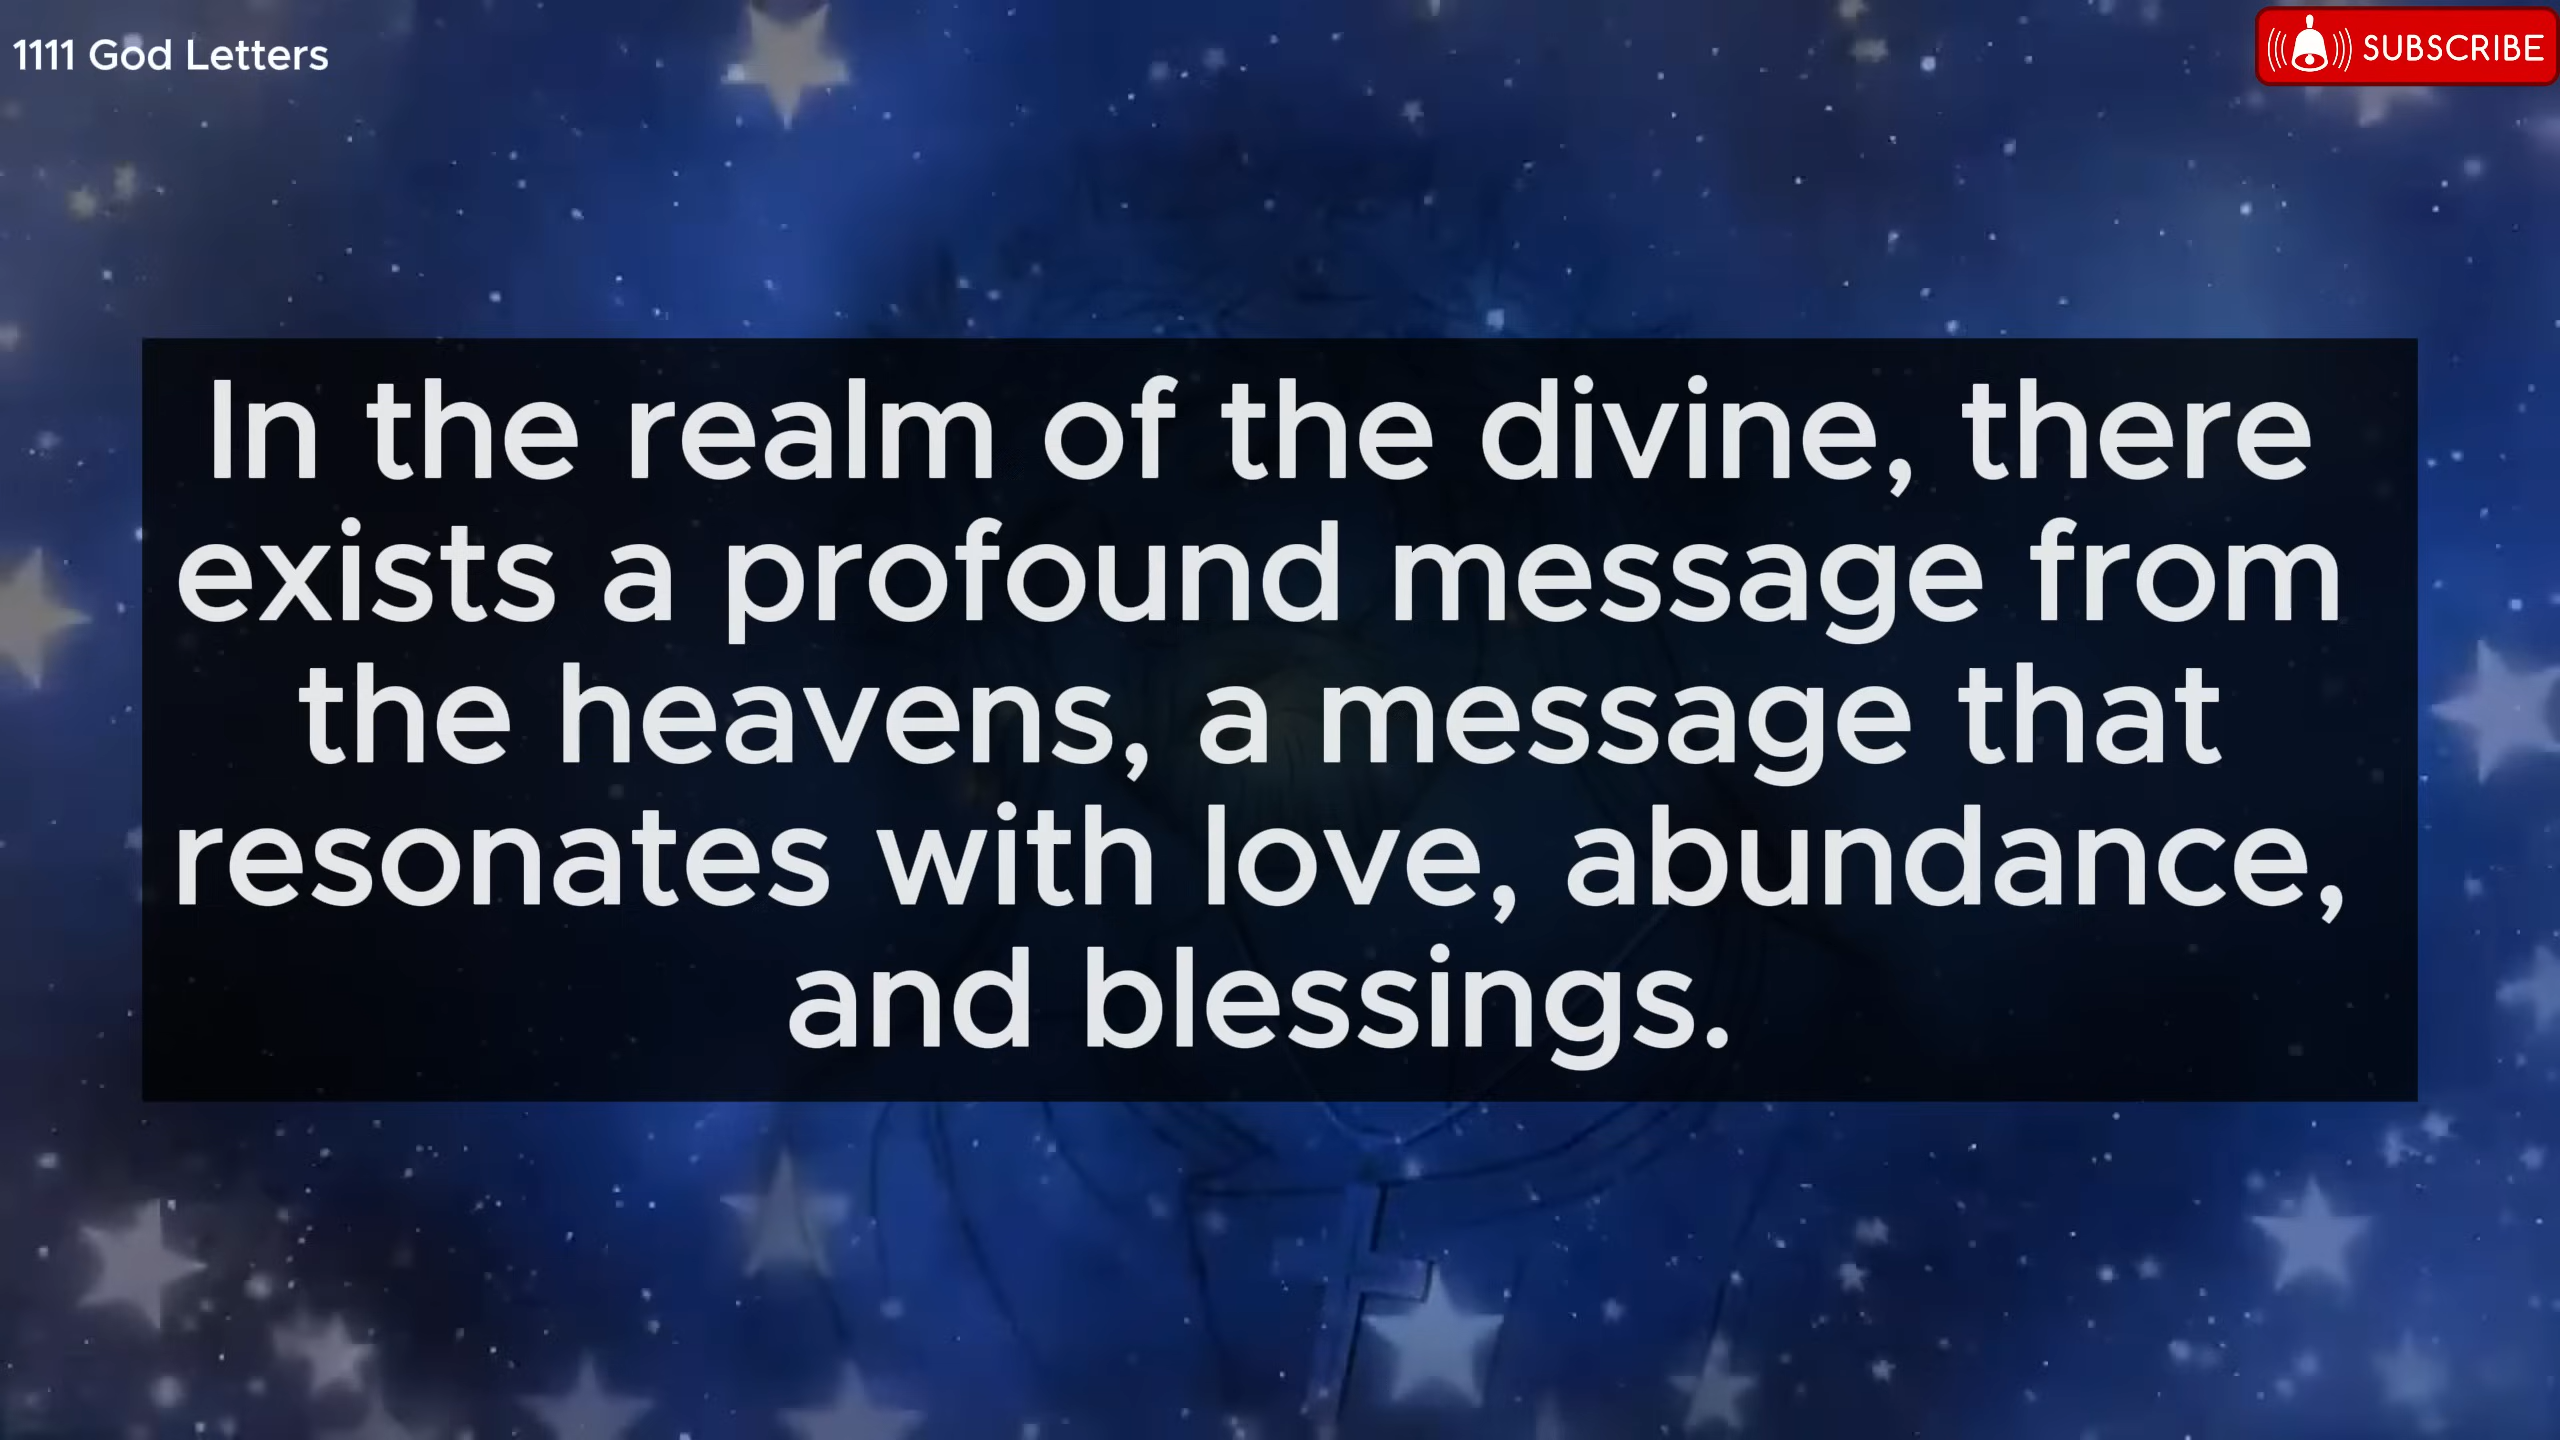 1111 God Letters
SUBSCRIBE
In the realm of the divine, there
exists a profound message from
the heavens, a message that
resonates with love, abundance,
and blessings.